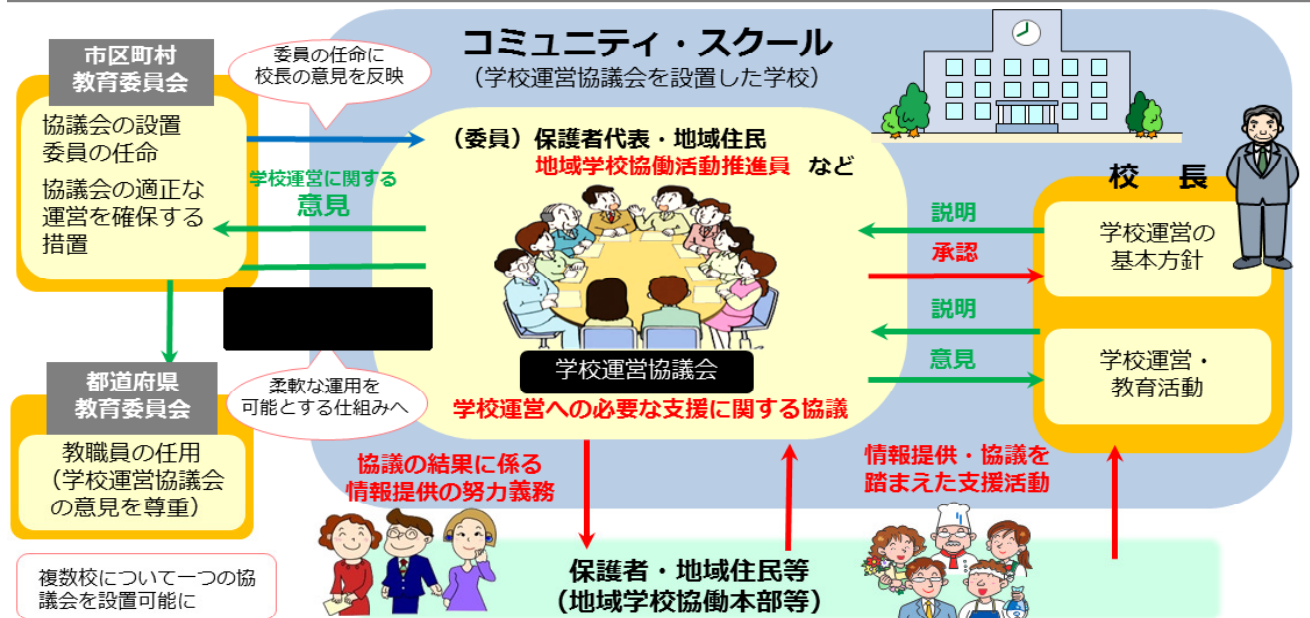 コミュニティ・スクール
（学校運営協議会を設置した学校）
市区町村
教育委員会
協議会の設置
委員の任命
協議会の適正な
運営を確保する
措置
委員の任命に
校長の意見を反映
学校運営に関する
意見
（委員）保護者代表・地域住民
地域学校協働活動推進員 など
学校運営協議会
学校運営への必要な支援に関する協議
校 長
説明
承認
学校運営の
基本方針
説明
意見
学校運営・
教育活動
都道府県
教育委員会
教職員の任用
（学校運営協議会
の意見を尊重）
柔軟な運用を
可能とする仕組みへ
協議の結果に係る
情報提供の努力義務
情報提供・協議を
踏まえた支援活動
複数校について一つの協
議会を設置可能に
保護者・地域住民等
（地域学校協働本部等）